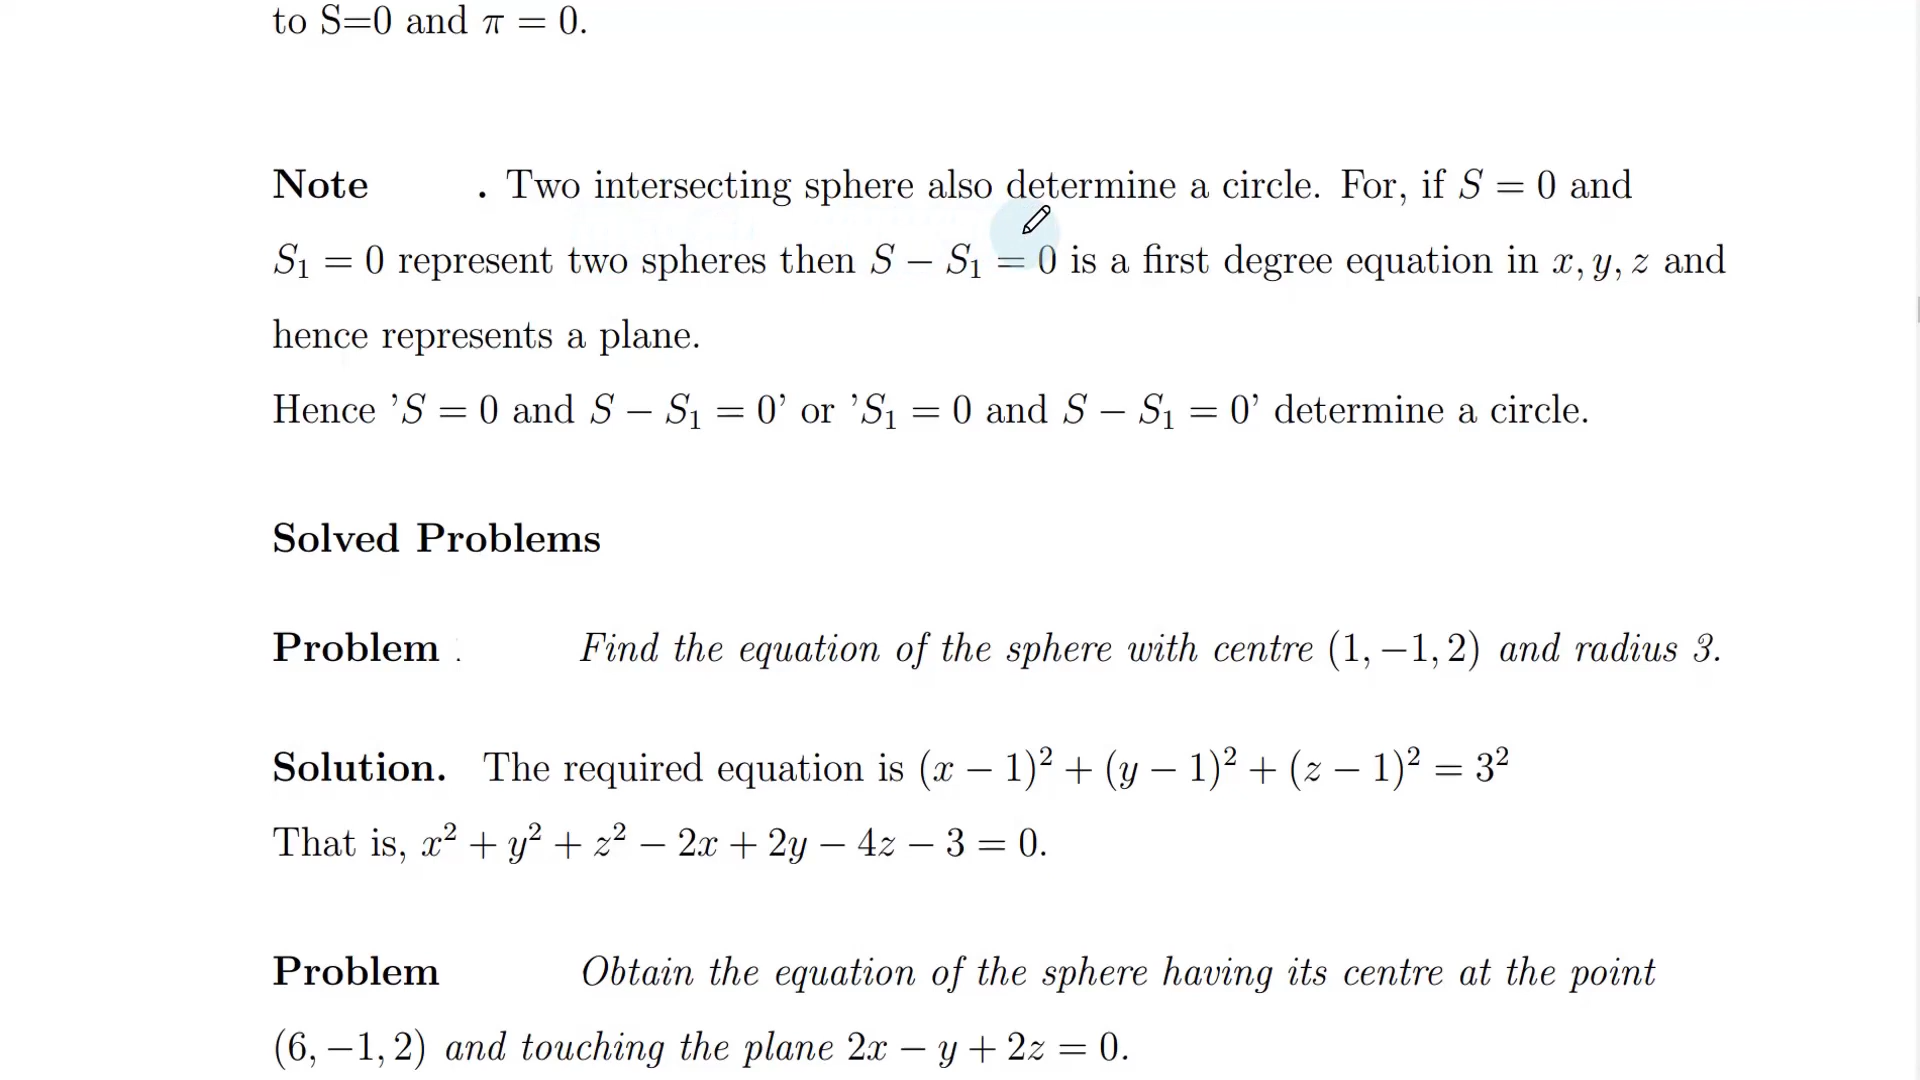 to S=0 and π = 0.
Note . Two intersecting sphere also determine a circle. For, if S = 0 and
S₁ = 0 represent two spheres then S − S₁ = 0 is a first degree equation in x, y, z and
hence represents a plane.
Hence ’S = 0 and S − S₁ = 0’ or ’S₁ = 0 and S − S₁ = 0’ determine a circle.
Solved Problems
Problem . Find the equation of the sphere with centre (1, −1, 2) and radius 3.
Solution. The required equation is (x − 1)² + (y − 1)² + (z − 1)² = 3²
That is, x² + y² + z² − 2x + 2y − 4z − 3 = 0.
Problem Obtain the equation of the sphere having its centre at the point
(6, −1, 2) and touching the plane 2x − y + 2z = 0.